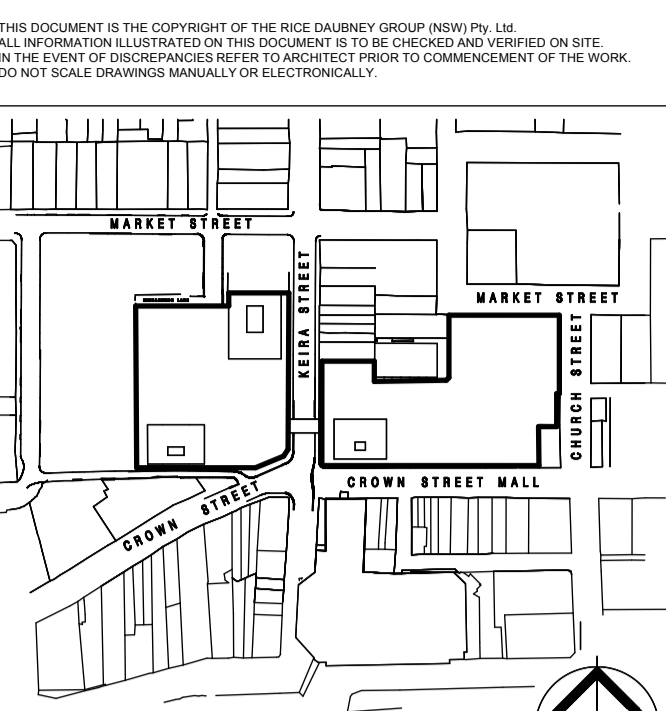 THIS DOCUMENT IS THE COPYRIGHT OF THE RICE DAUBNEY GROUP (NSW) Pty. Ltd.
ALL INFORMATION ILLUSTRATED ON THIS DOCUMENT IS TO BE CHECKED AND VERIFIED ON SITE.
IN THE EVENT OF DISCREPANCIES REFER TO ARCHITECT PRIOR TO COMMENCEMENT OF THE WORK.
DO NOT SCALE DRAWINGS MANUALLY OR ELECTRONICALLY.
MARKET STREET
KEIRA STREET
MARKET STREET
CHURCH STREET
CROWN STREET MALL
CROWN STREET